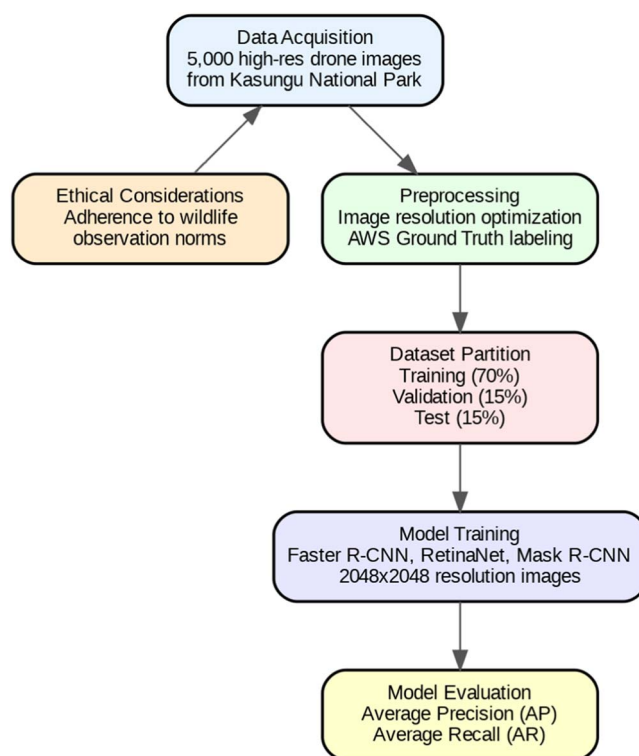 Data Acquisition
5,000 high-res drone images
from Kasungu National Park
Ethical Considerations
Adherence to wildlife
observation norms
Preprocessing
Image resolution optimization
AWS Ground Truth labeling
Dataset Partition
Training (70%)
Validation (15%)
Test (15%)
Model Training
Faster R-CNN, RetinaNet, Mask R-CNN
2048x2048 resolution images
Model Evaluation
Average Precision (AP)
Average Recall (AR)